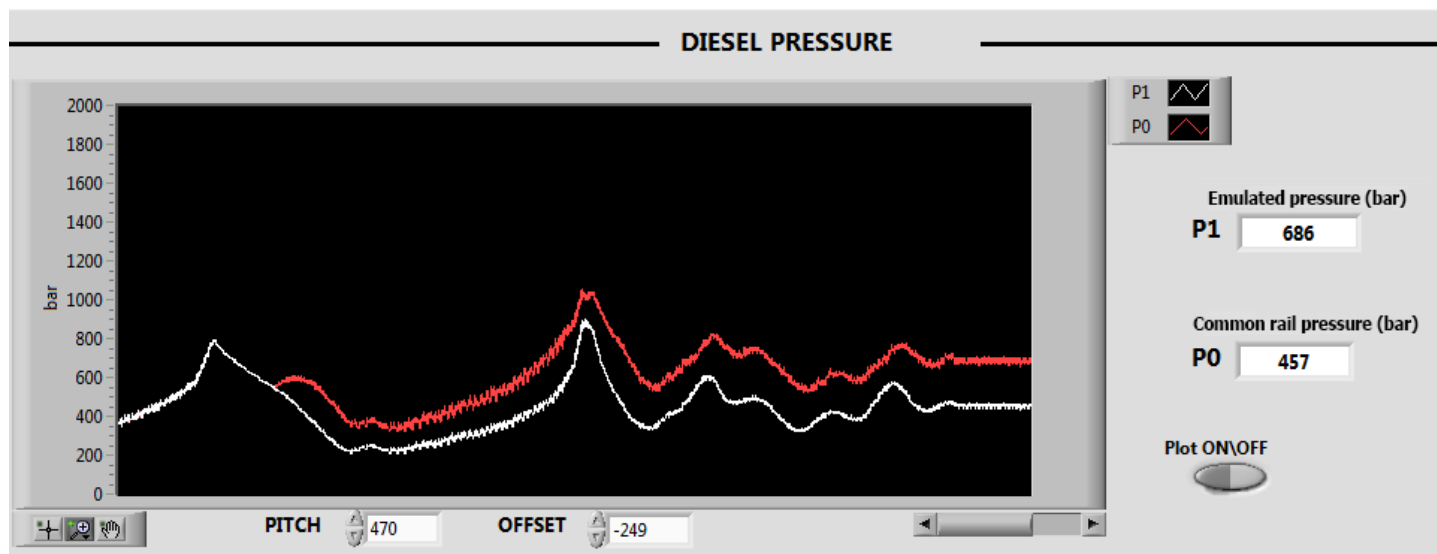 DIESEL PRESSURE
P1
P0
2000
1800
1600
1400
1200
1000
800
600
400
200
0
bar
Emulated pressure (bar)
P1 686
Common rail pressure (bar)
P0 457
Plot ON\OFF
PITCH 470 OFFSET -249